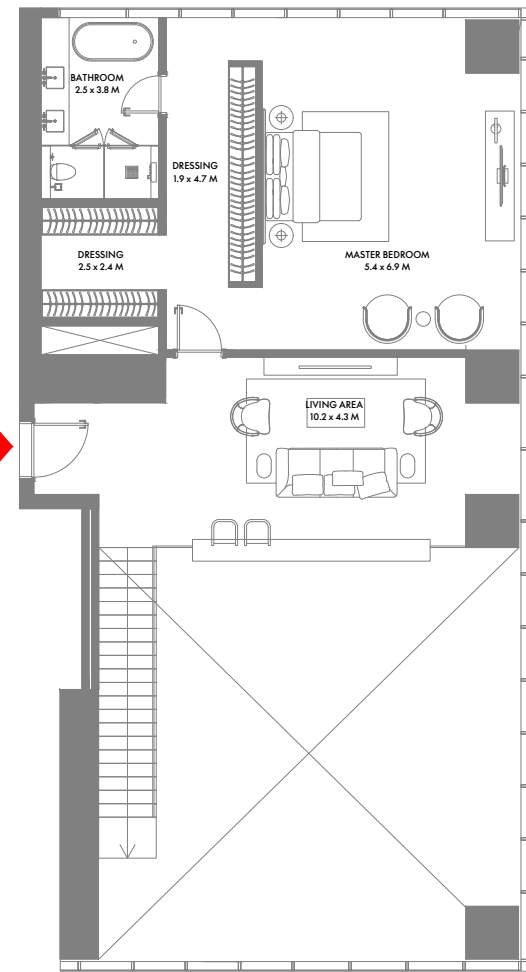 BATHROOM
2.5 x 3.8 M
DRESSING
1.9 x 4.7 M
DRESSING
2.5 x 2.4 M
MASTER BEDROOM
5.4 x 6.9 M
LIVING AREA
10.2 x 4.3 M